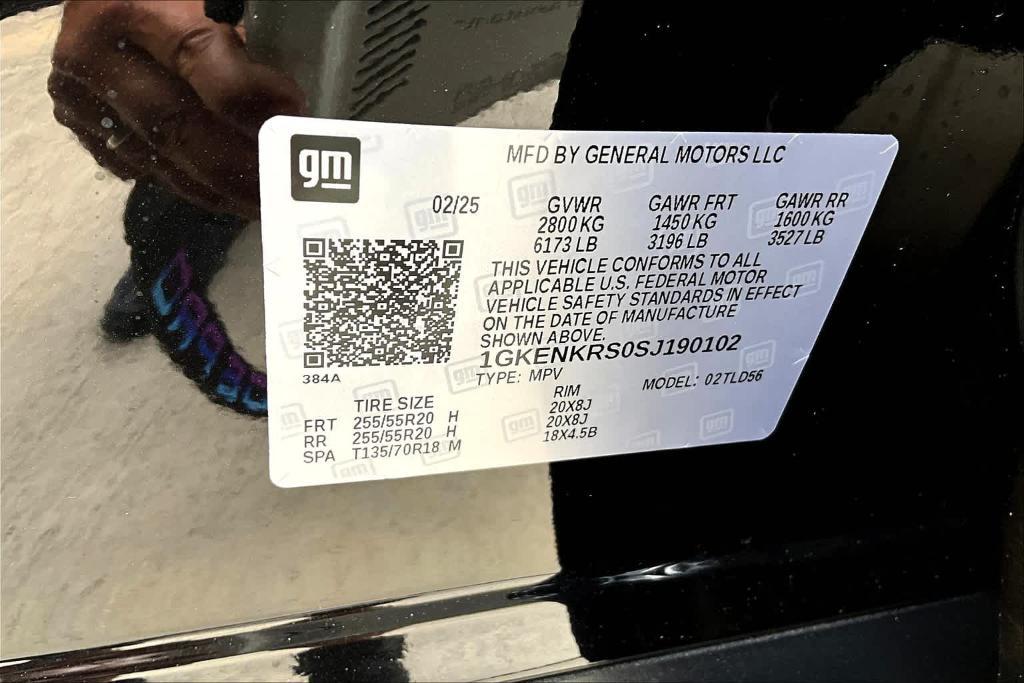 gm
MFD BY GENERAL MOTORS LLC
02/25 GVWR GAWR FRT GAWR RR
2800 KG 1450 KG 1600 KG
6173 LB 3196 LB 3527 LB
THIS VEHICLE CONFORMS TO ALL
APPLICABLE U.S. FEDERAL MOTOR
VEHICLE SAFETY STANDARDS IN EFFECT
ON THE DATE OF MANUFACTURE
SHOWN ABOVE.
1GKENKRS0SJ190102
384A TYPE: MPV MODEL: 02TLD56
TIRE SIZE RIM
FRT 255/55R20 H 20X8J
RR 255/55R20 H 20X8J
SPA T135/70R18 M 18X4.5B